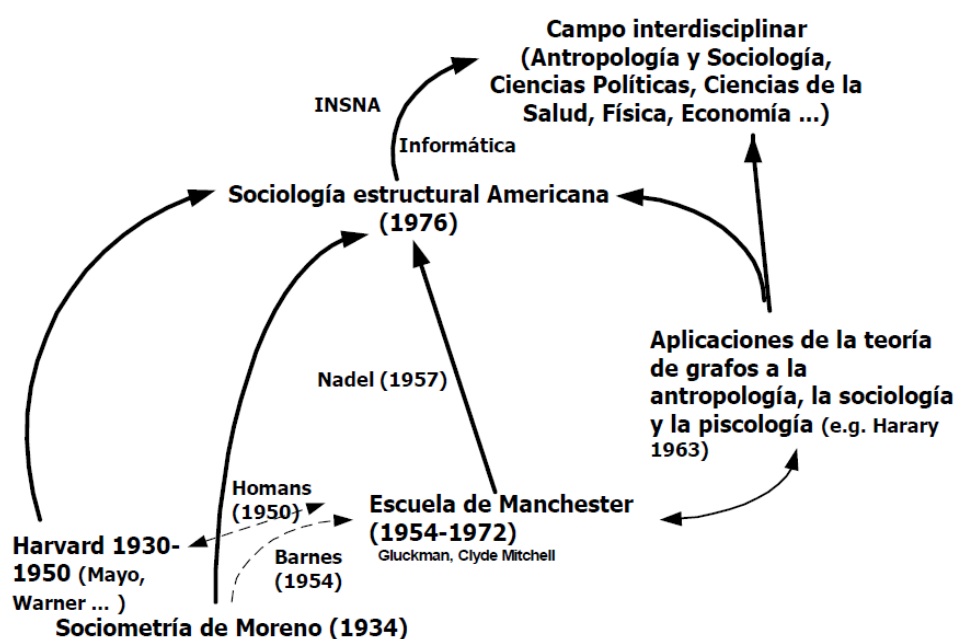 Campo interdisciplinar
(Antropología y Sociología,
Ciencias Políticas, Ciencias de la
Salud, Física, Economía ...)
INSNA
Informática
Sociología estructural Americana
(1976)
Nadel (1957)
Aplicaciones de la teoría
de grafos a la
antropología, la sociología
y la piscología (e.g. Harary
1963)
Homans
(1950)
Escuela de Manchester
(1954-1972)
Gluckman, Clyde Mitchell
Barnes
(1954)
Harvard 1930-
1950 (Mayo,
Warner ... )
Sociometría de Moreno (1934)